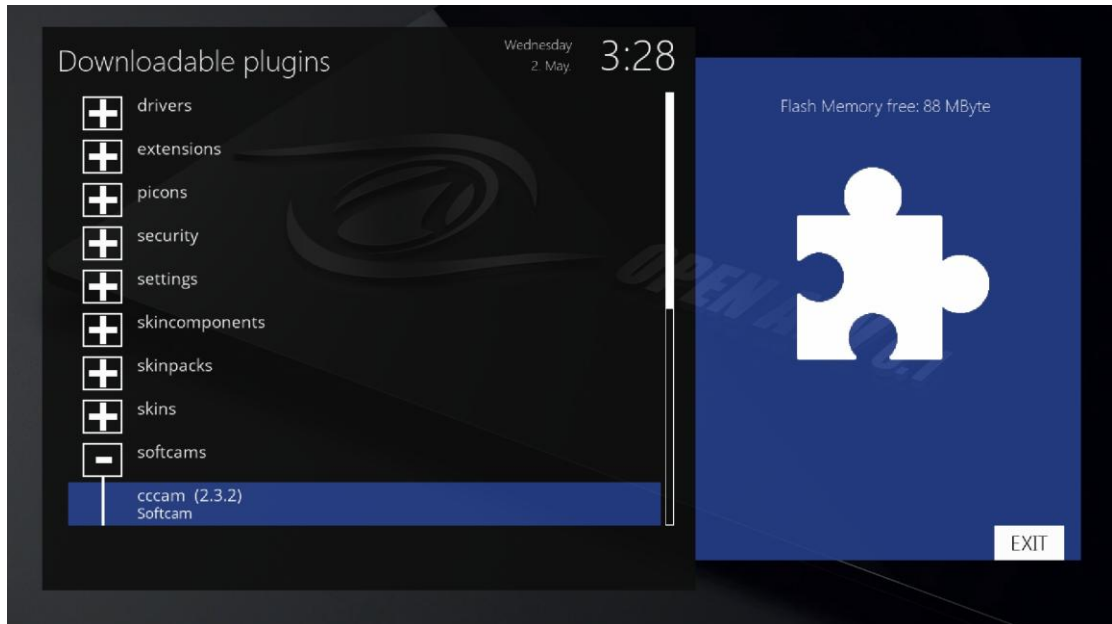 Downloadable plugins
Wednesday
2. May.
3:28
drivers
extensions
picons
security
settings
skincomponents
skinpacks
skins
softcams
cccam (2.3.2)
Softcam
Flash Memory free: 88 MByte
OPEN
EXIT